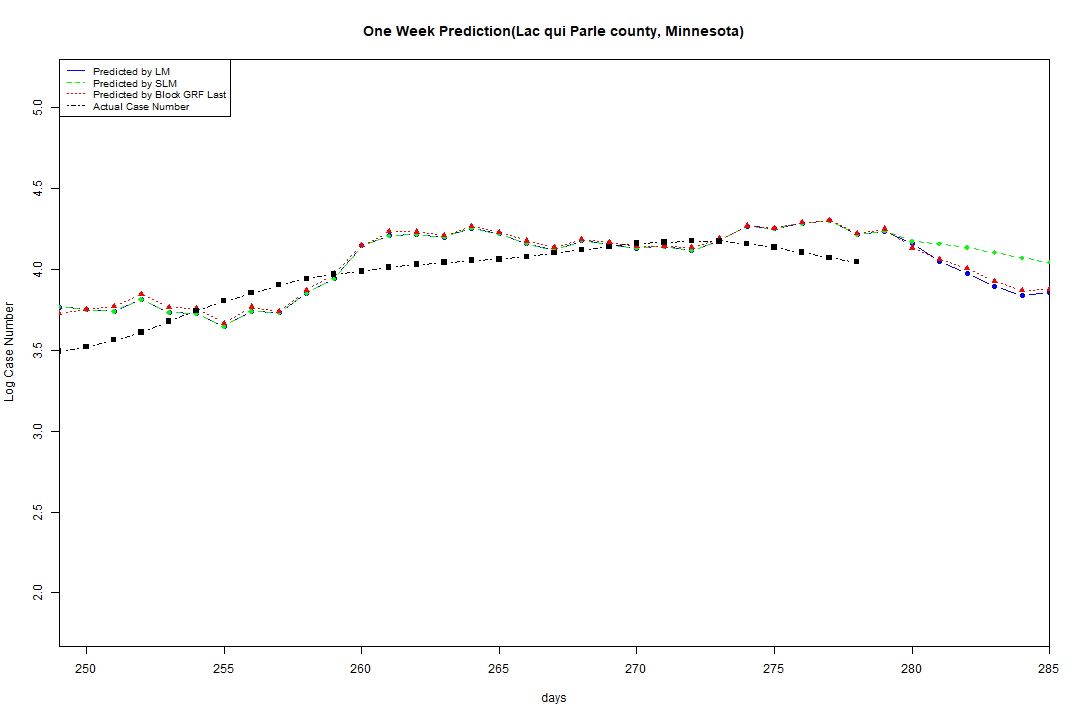 One Week Prediction(Lac qui Parle county, Minnesota)
Predicted by LM
Predicted by SLM
Predicted by Block GRF Last
Actual Case Number
5.0
4.5
4.0
3.5
3.0
2.5
2.0
Log Case Number
250 255 260 265 270 275 280 285
days